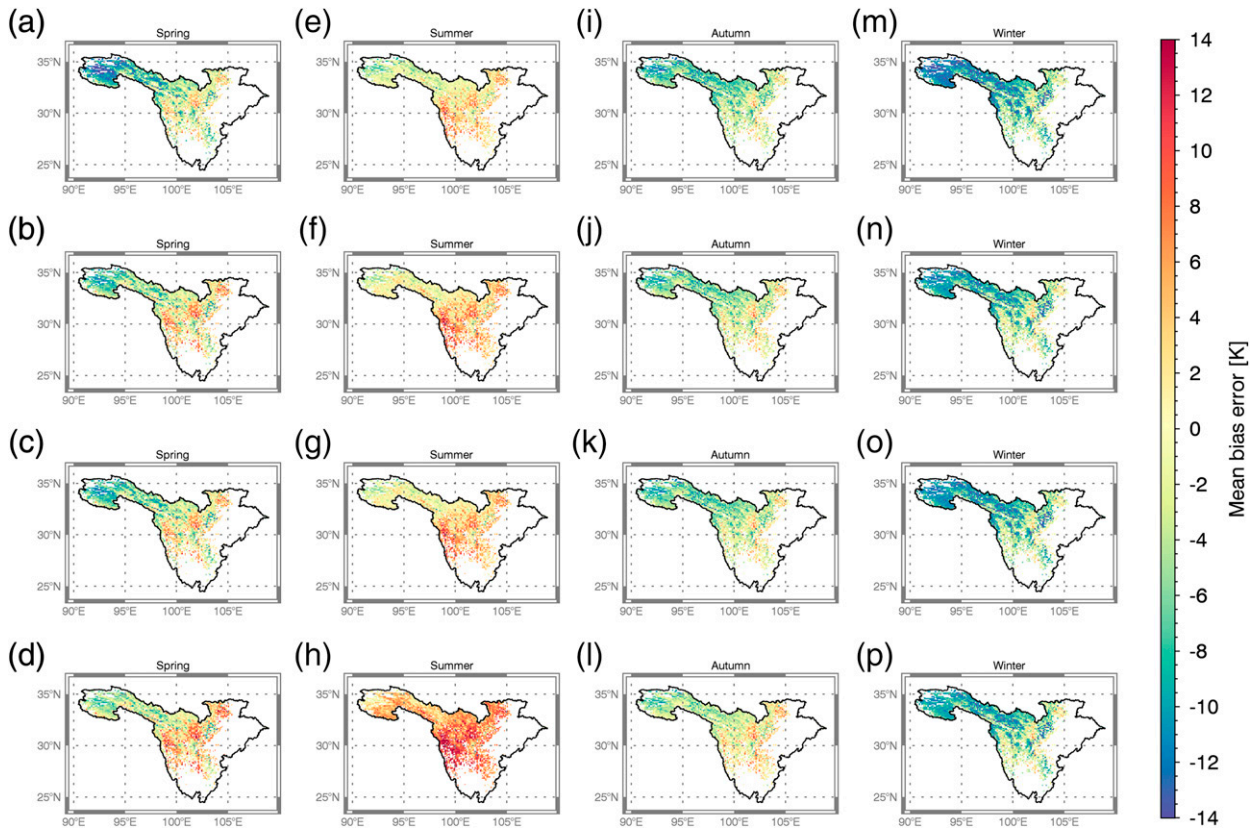 (a) (e) (i) (m)
Spring Summer Autumn Winter
35°N 35°N 35°N 35°N
30°N 30°N 30°N 30°N
25°N 25°N 25°N 25°N
90°E 95°E 100°E 105°E 90°E 95°E 100°E 105°E 90°E 95°E 100°E 105°E 90°E 95°E 100°E 105°E
(b) (f) (j) (n)
Spring Summer Autumn Winter
35°N 35°N 35°N 35°N
30°N 30°N 30°N 30°N
25°N 25°N 25°N 25°N
90°E 95°E 100°E 105°E 90°E 95°E 100°E 105°E 90°E 95°E 100°E 105°E 90°E 95°E 100°E 105°E
(c) (g) (k) (o)
Spring Summer Autumn Winter
35°N 35°N 35°N 35°N
30°N 30°N 30°N 30°N
25°N 25°N 25°N 25°N
90°E 95°E 100°E 105°E 90°E 95°E 100°E 105°E 90°E 95°E 100°E 105°E 90°E 95°E 100°E 105°E
(d) (h) (l) (p)
Spring Summer Autumn Winter
35°N 35°N 35°N 35°N
30°N 30°N 30°N 30°N
25°N 25°N 25°N 25°N
90°E 95°E 100°E 105°E 90°E 95°E 100°E 105°E 90°E 95°E 100°E 105°E 90°E 95°E 100°E 105°E
14
12
10
8
6
4
2
0
-2
-4
-6
-8
-10
-12
-14
Mean bias error [K]